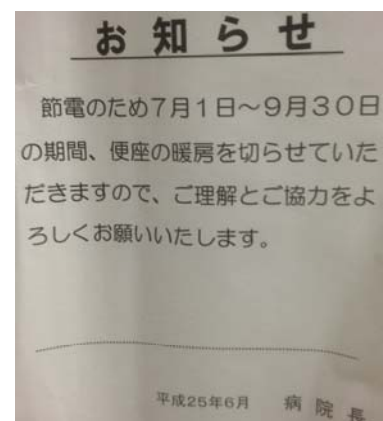 お知らせ
節電のため7月1日～9月30日
の期間、便座の暖房を切らせていた
だきますので、ご理解とご協力をよ
ろしくお願いいたします。
平成25年6月　病院長